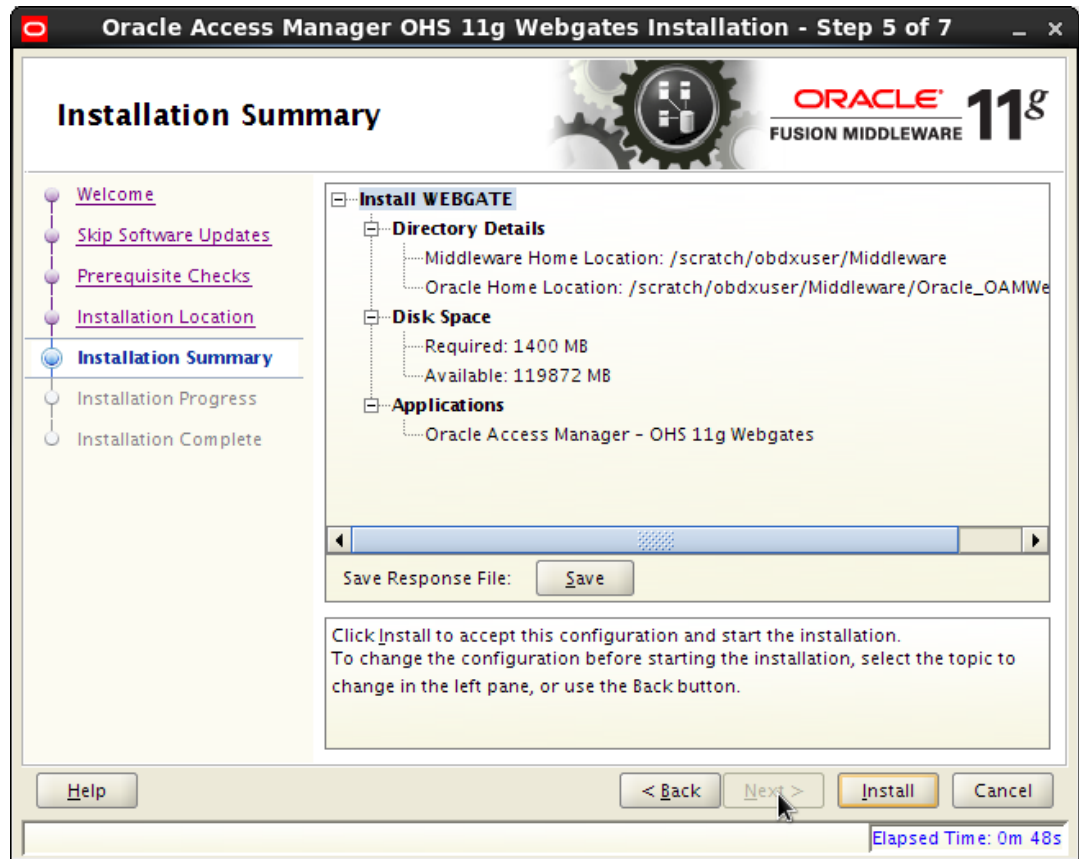 Oracle Access Manager OHS 11g Webgates Installation - Step 5 of 7
Installation Summary
ORACLE
FUSION MIDDLEWARE
11g
Welcome
Skip Software Updates
Prerequisite Checks
Installation Location
Installation Summary
Installation Progress
Installation Complete
Install WEBGATE
Directory Details
Middleware Home Location: /scratch/obdxuser/Middleware
Oracle Home Location: /scratch/obdxuser/Middleware/Oracle_OAMWe
Disk Space
Required: 1400 MB
Available: 119872 MB
Applications
Oracle Access Manager - OHS 11g Webgates
Save Response File: Save
Click Install to accept this configuration and start the installation.
To change the configuration before starting the installation, select the topic to
change in the left pane, or use the Back button.
Help < Back Next > Install Cancel
Elapsed Time: 0m 48s